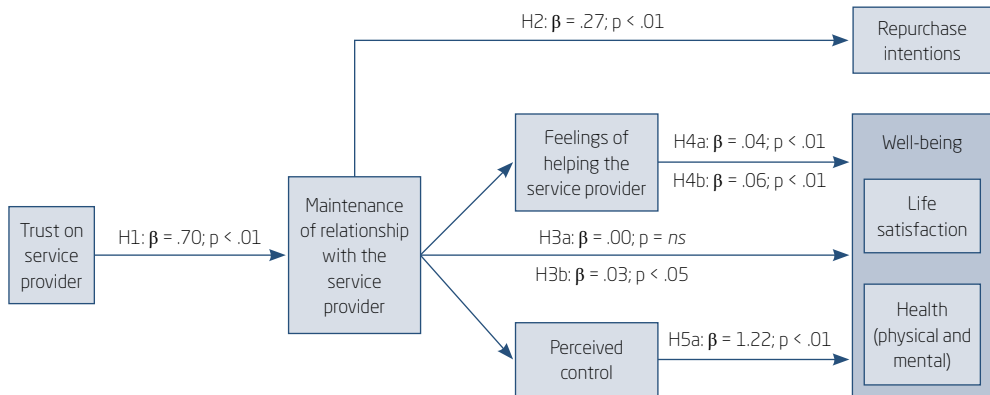 H2: β = .27; p < .01
Repurchase
intentions
Feelings of
helping the
service provider
H4a: β = .04; p < .01
H4b: β = .06; p < .01
Well-being
Life
satisfaction
Trust on
service
provider
H1: β = .70; p < .01
Maintenance
of relationship
with the
service
provider
H3a: β = .00; p = ns
H3b: β = .03; p < .05
Perceived
control
H5a: β = 1.22; p < .01
Health
(physical and
mental)